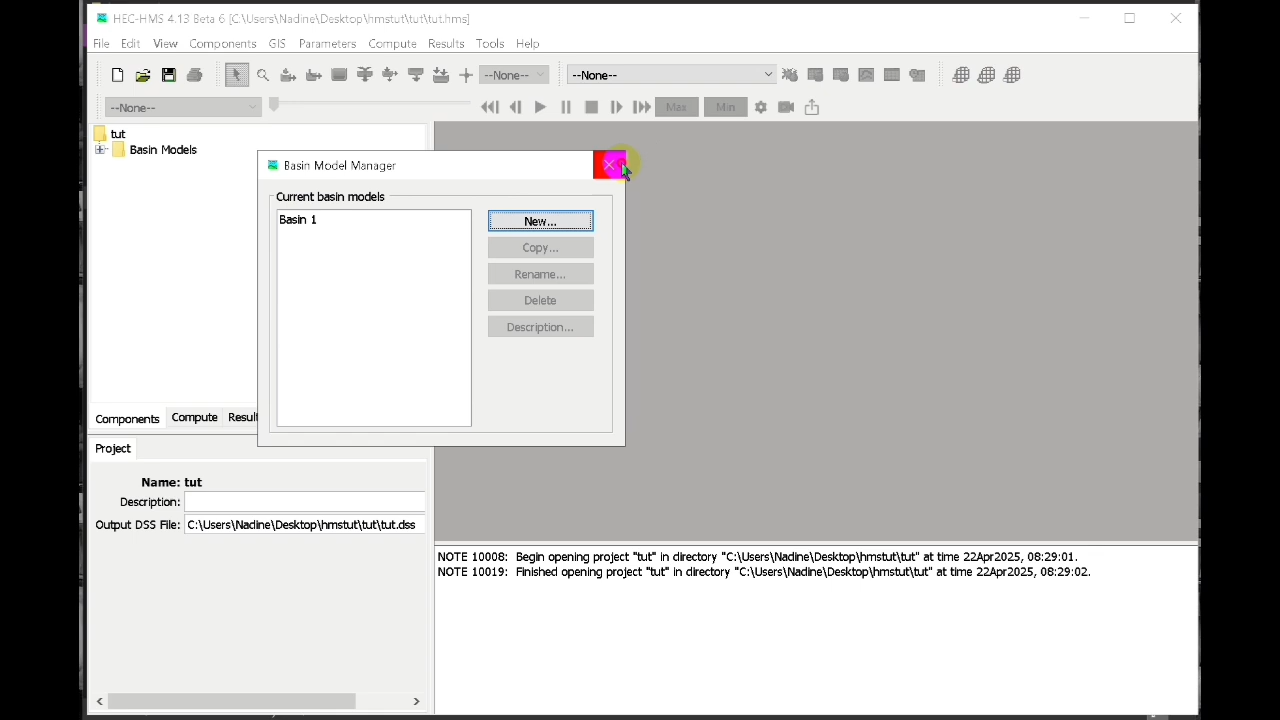 HEC-HMS 4.13 Beta 6 [C:\Users\Nadine\Desktop\hmstut\tut\tut.hms]
File Edit View Components GIS Parameters Compute Results Tools Help
--None-- --None--
--None-- Max Min
tut
Basin Models
Basin Model Manager
Current basin models
Basin 1
New...
Copy...
Rename...
Delete
Description...
Components Compute Result
Project
Name: tut
Description:
Output DSS File: C:\Users\Nadine\Desktop\hmstut\tut\tut.dss
NOTE 10008: Begin opening project "tut" in directory "C:\Users\Nadine\Desktop\hmstut\tut" at time 22Apr2025, 08:29:01.
NOTE 10019: Finished opening project "tut" in directory "C:\Users\Nadine\Desktop\hmstut\tut" at time 22Apr2025, 08:29:02.